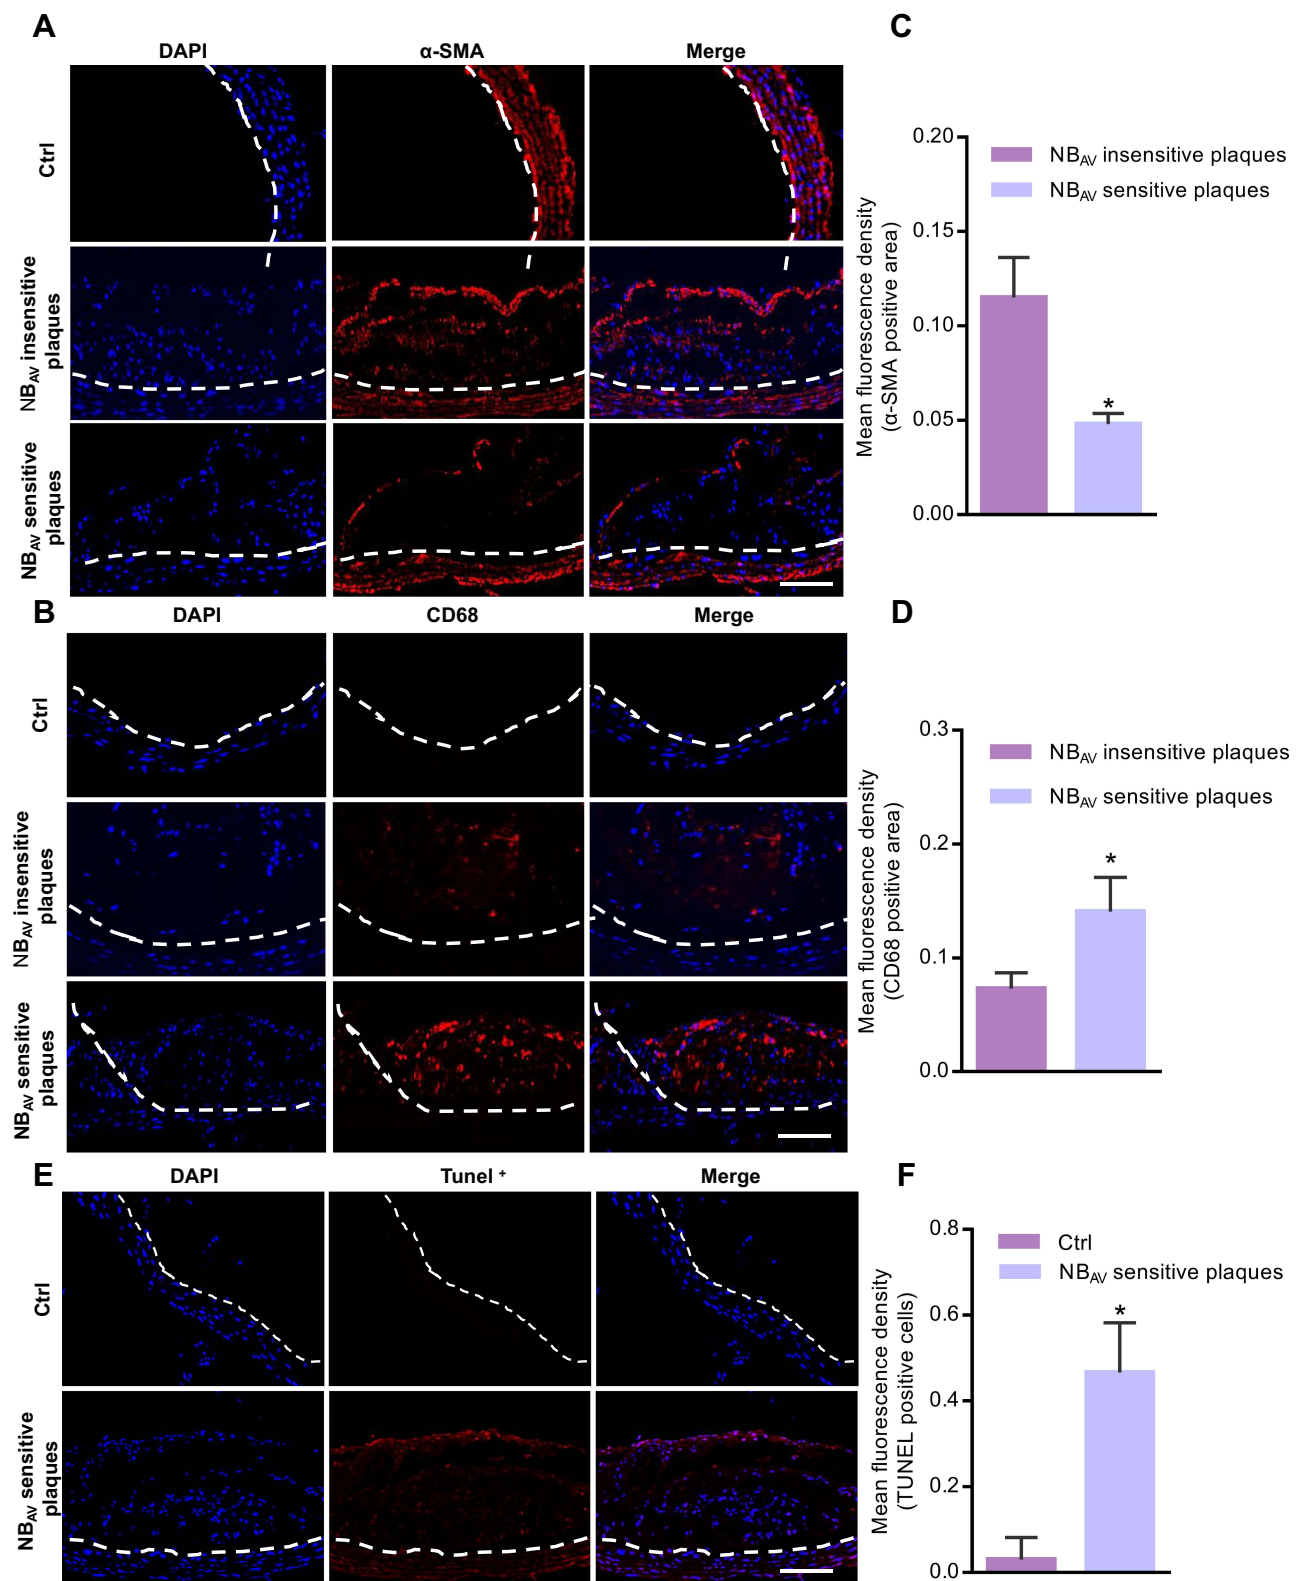 A
DAPI
α-SMA
Merge
Ctrl
NBAV insensitive
plaques
NBAV sensitive
plaques
C
0.20
0.15
0.10
0.05
0.00
Mean fluorescence density
(α-SMA positive area)
NBAV insensitive plaques
NBAV sensitive plaques
*
B
DAPI
CD68
Merge
Ctrl
NBAV insensitive
plaques
NBAV sensitive
plaques
D
0.3
0.2
0.1
0.0
Mean fluorescence density
(CD68 positive area)
NBAV insensitive plaques
NBAV sensitive plaques
*
E
DAPI
Tunel +
Merge
Ctrl
NBAV sensitive
plaques
F
0.8
0.6
0.4
0.2
0.0
Mean fluorescence density
(TUNEL positive cells)
Ctrl
NBAV sensitive plaques
*